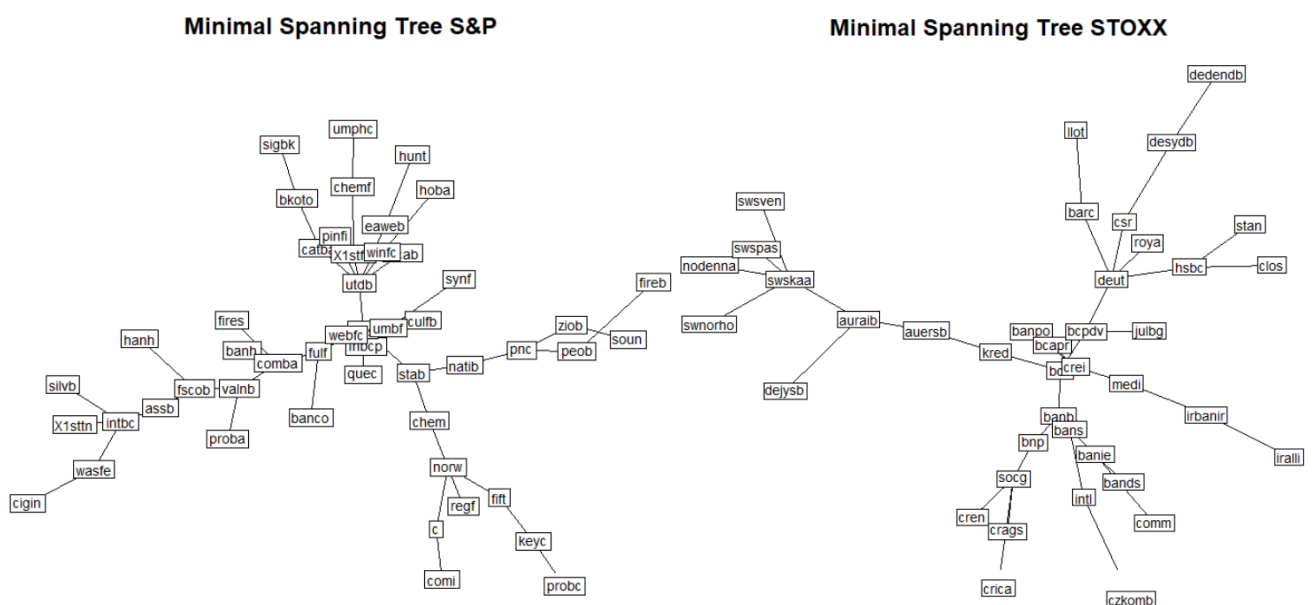 Minimal Spanning Tree S&P
umphc
sigbk
hunt
chemf
hoba
bkoto
eaweb
pinfi
winfc
utdb
synf
fireb
culfb
umbf
webfc
ziob
fires
soun
hanh
pnc
peob
banh
fulf
comba
natib
quec
stab
silvb
fscob
valnb
assb
X1sttn
intbc
banco
chem
proba
wasfe
norw
cigin
regf
fift
c
keyc
comi
probc
Minimal Spanning Tree STOXX
dedendb
llot
desydb
swsven
barc
csr
stan
roya
swspas
nodenna
hsbc
clos
swskaa
deut
swnorho
auraib
auersb
banpo
bcpdv
julbg
bcapr
kred
crei
medi
dejysb
irbanir
banb
bans
bnp
banie
iralli
socg
bands
intl
cren
comm
crags
crica
czkomb